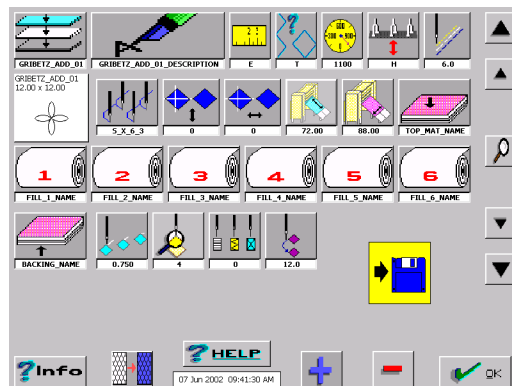 GRIBETZ_ADD_01
GRIBETZ_ADD_01_DESCRIPTION
E
Y
1100
H
6.0
GRIBETZ_ADD_01
12.00 x 12.00
5_X_6_3
0
0
72.00
88.00
TOP_MAT_NAME
1
2
3
4
5
6
FILL_1_NAME
FILL_2_NAME
FILL_3_NAME
FILL_4_NAME
FILL_5_NAME
FILL_6_NAME
BACKING_NAME
0.750
4
0
12.0
?Info
? HELP
07 Jun 2002 09:41:30 AM
OK